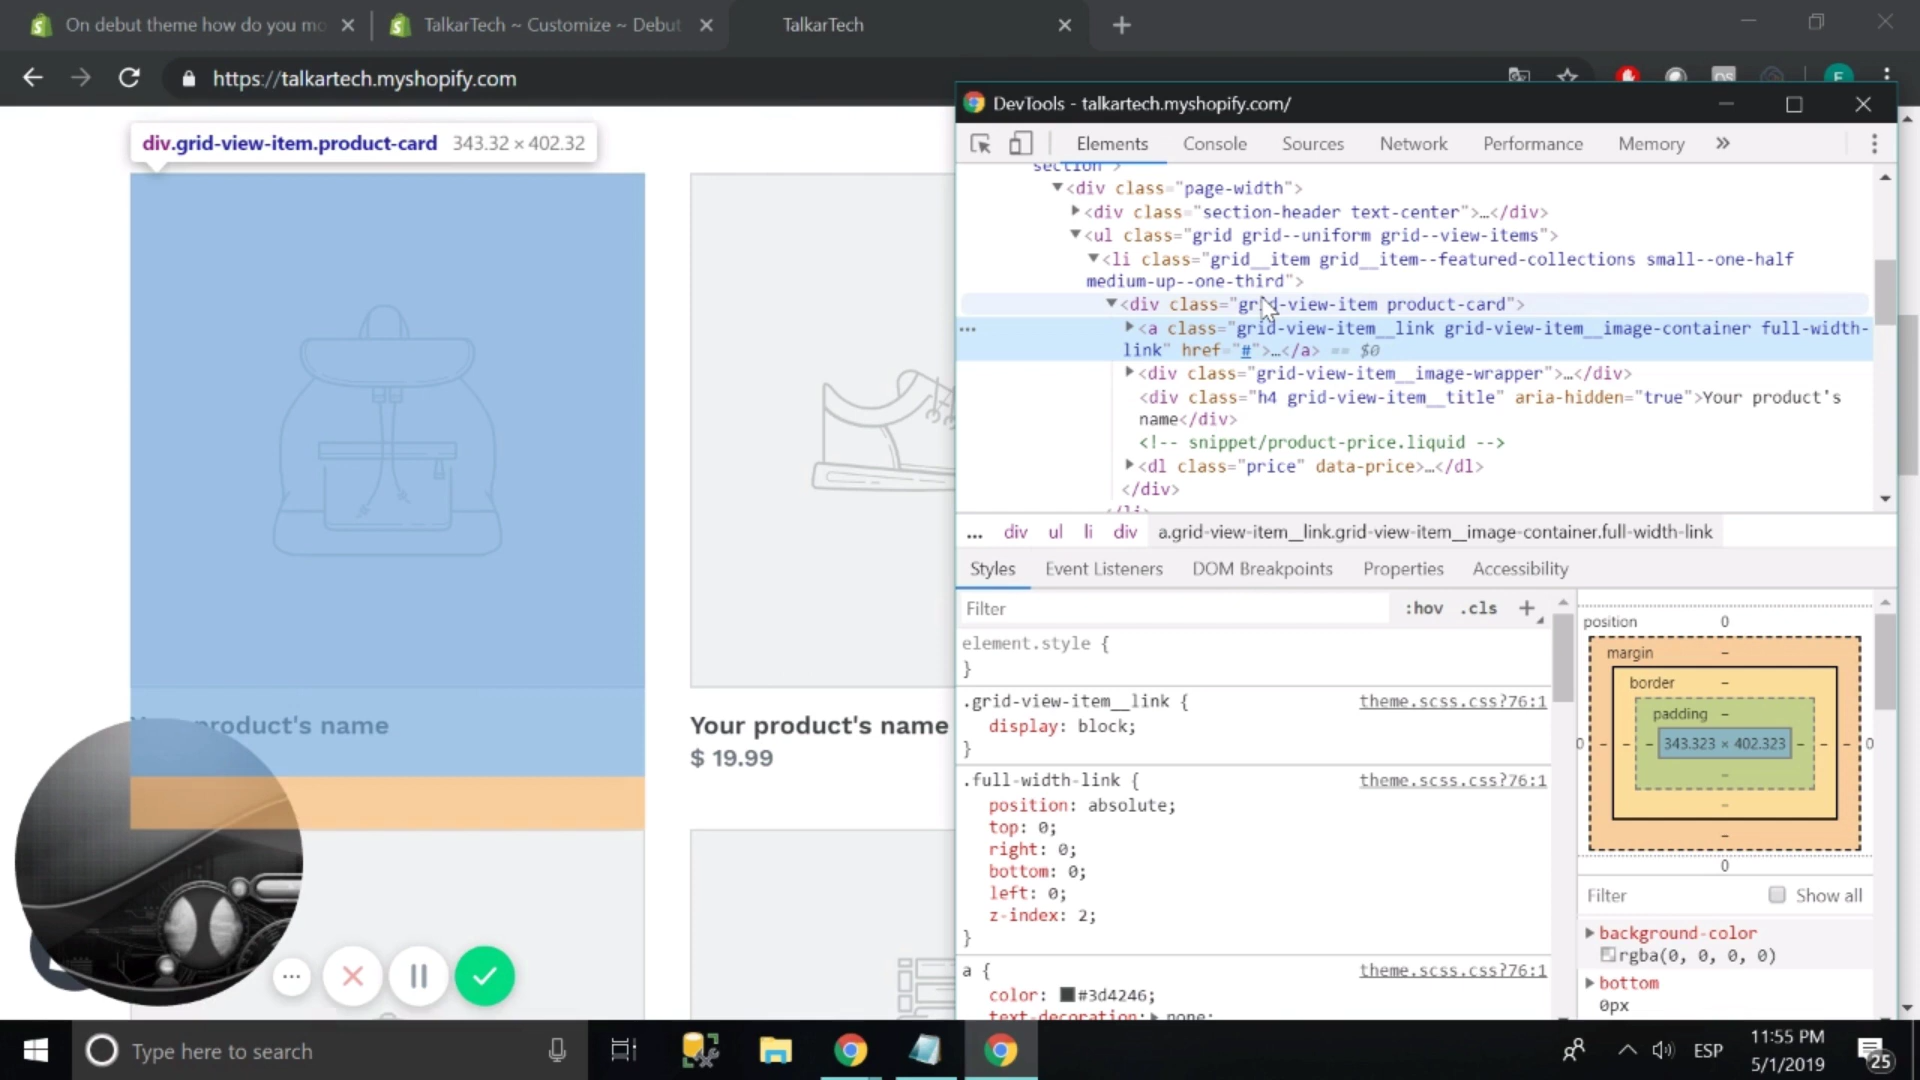 On debut theme how do you mo
TalkarTech ~ Customize ~ Debut
TalkarTech
https://talkartech.myshopify.com
E
DevTools - talkartech.myshopify.com/
div.grid-view-item.product-card 343.32 × 402.32
Elements Console Sources Network Performance Memory »
section">
▼<div class="page-width">
▶<div class="section-header text-center">…</div>
▼<ul class="grid grid--uniform grid--view-items">
▼<li class="grid__item grid__item--featured-collections small--one-half
medium-up--one-third">
▼<div class="grid-view-item product-card">
… ▶<a class="grid-view-item__link grid-view-item__image-container full-width-
link" href="#">…</a> == $0
▶<div class="grid-view-item__image-wrapper">…</div>
<div class="h4 grid-view-item__title" aria-hidden="true">Your product's
name</div>
<!-- snippet/product-price.liquid -->
▶<dl class="price" data-price>…</dl>
</div>
</li>
... div ul li div a.grid-view-item__link.grid-view-item__image-container.full-width-link
Styles Event Listeners DOM Breakpoints Properties Accessibility
Filter :hov .cls +
element.style {
}
.grid-view-item__link { theme.scss.css?76:1
display: block;
}
.full-width-link { theme.scss.css?76:1
position: absolute;
top: 0;
right: 0;
bottom: 0;
left: 0;
z-index: 2;
}
a { theme.scss.css?76:1
color: #3d4246;
text-decoration: ▶ none;
position 0
margin –
border –
padding –
0 – – – 343.323 × 402.323 – – – 0
–
–
–
0
Filter Show all
▶ background-color
rgba(0, 0, 0, 0)
▶ bottom
0px
product's name
Your product's name
$ 19.99
Type here to search
ESP
11:55 PM
5/1/2019
25